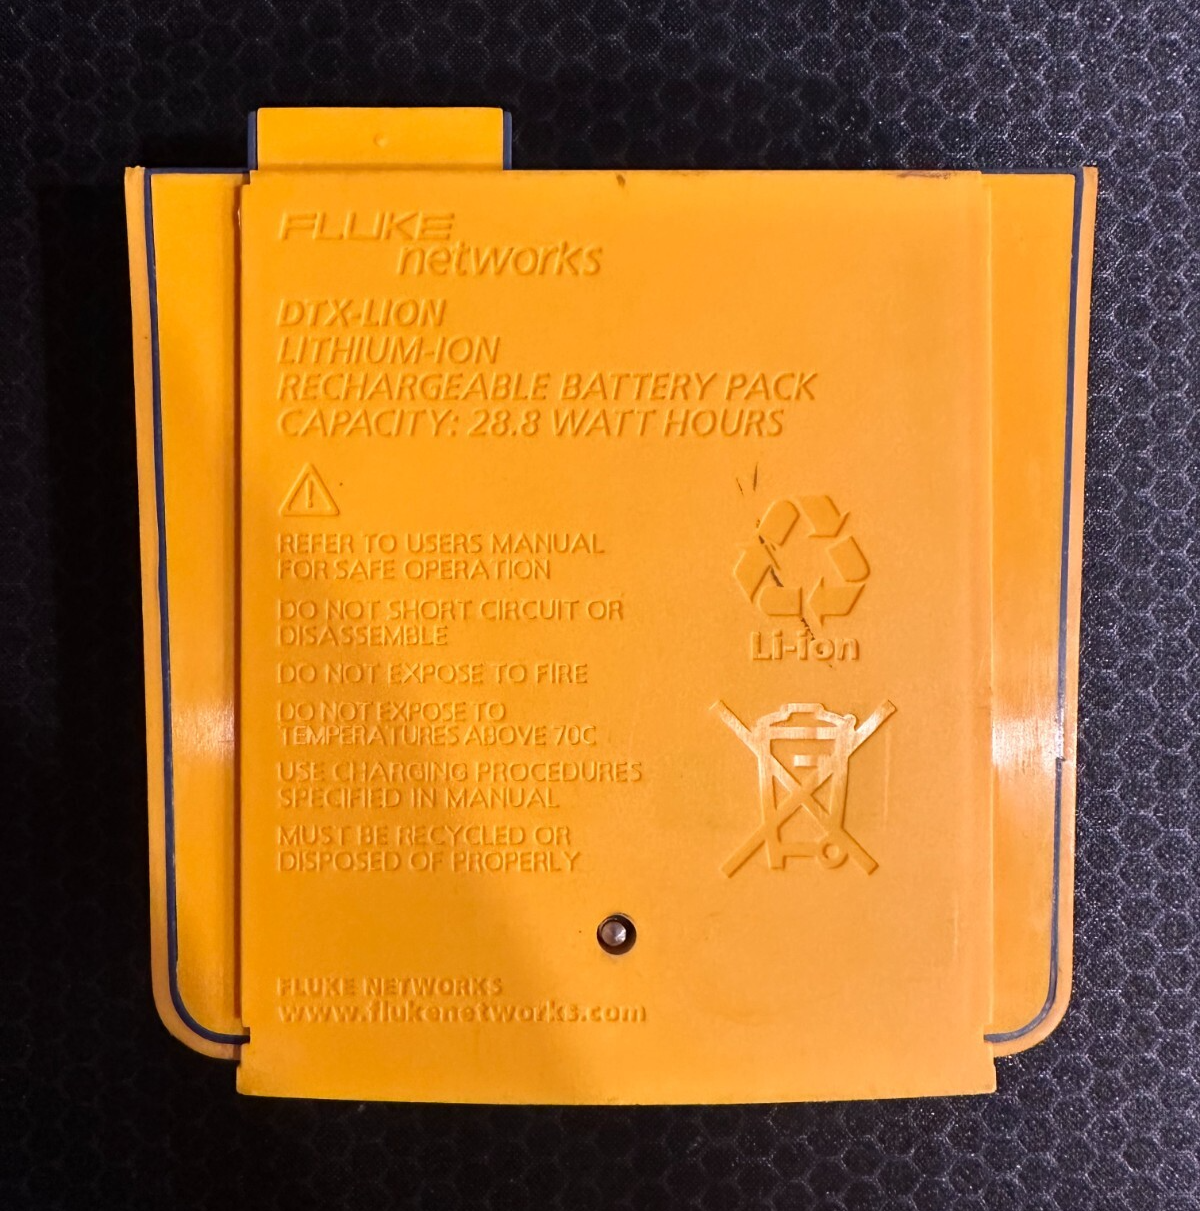 FLUKE
networks
DTX-LION
LITHIUM-ION
RECHARGEABLE BATTERY PACK
CAPACITY: 28.8 WATT HOURS
REFER TO USERS MANUAL
FOR SAFE OPERATION
DO NOT SHORT CIRCUIT OR
DISASSEMBLE
DO NOT EXPOSE TO FIRE
DO NOT EXPOSE TO
TEMPERATURES ABOVE 70C
USE CHARGING PROCEDURES
SPECIFIED IN MANUAL
MUST BE RECYCLED OR
DISPOSED OF PROPERLY
Li-ion
FLUKE NETWORKS
www.flukenetworks.com